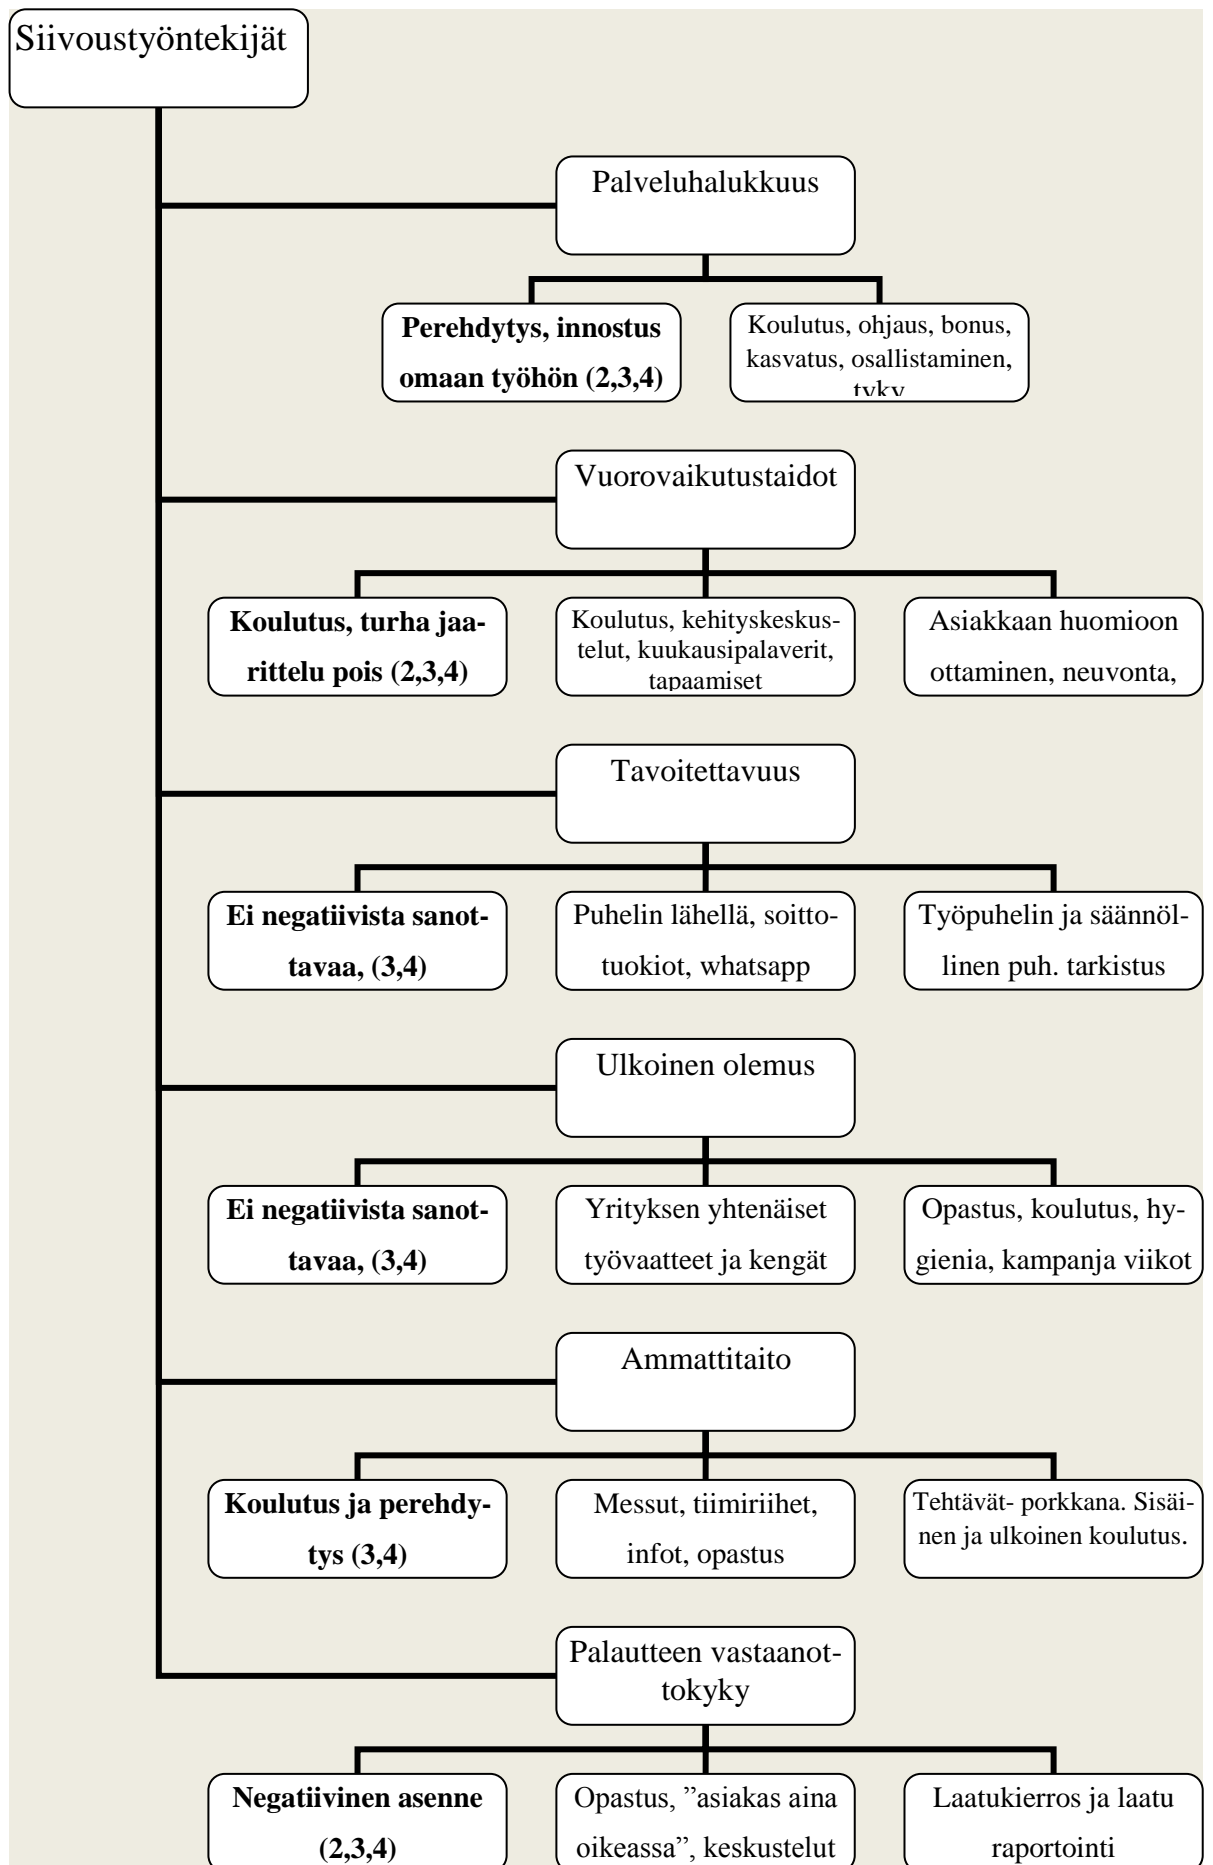 Siivoustyöntekijät
Palveluhalukkuus
Perehdytys, innostus
omaan työhön (2,3,4)
Koulutus, ohjaus, bonus,
kasvatus, osallistaminen,
tyky
Vuorovaikutustaidot
Koulutus, turha jaa-
rittelu pois (2,3,4)
Koulutus, kehityskeskus-
telut, kuukausipalaverit,
tapaamiset
Asiakkaan huomioon
ottaminen, neuvonta,
Tavoitettavuus
Ei negatiivista sanot-
tavaa, (3,4)
Puhelin lähellä, soitto-
tuokiot, whatsapp
Työpuhelin ja säännöl-
linen puh. tarkistus
Ulkoinen olemus
Ei negatiivista sanot-
tavaa, (3,4)
Yrityksen yhtenäiset
työvaatteet ja kengät
Opastus, koulutus, hy-
gienia, kampanja viikot
Ammattitaito
Koulutus ja perehdy-
tys (3,4)
Messut, tiimiriihet,
infot, opastus
Tehtävät- porkkana. Sisäi-
nen ja ulkoinen koulutus.
Palautteen vastaanot-
tokyky
Negatiivinen asenne
(2,3,4)
Opastus, ”asiakas aina
oikeassa”, keskustelut
Laatukierros ja laatu
raportointi